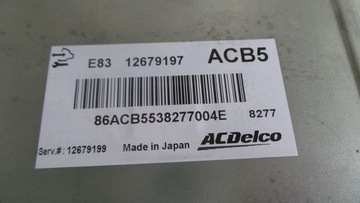 E83 12679197 ACB5
86ACB5538277004E 8277
Serv.#: 12679199 Made in Japan ACDelco